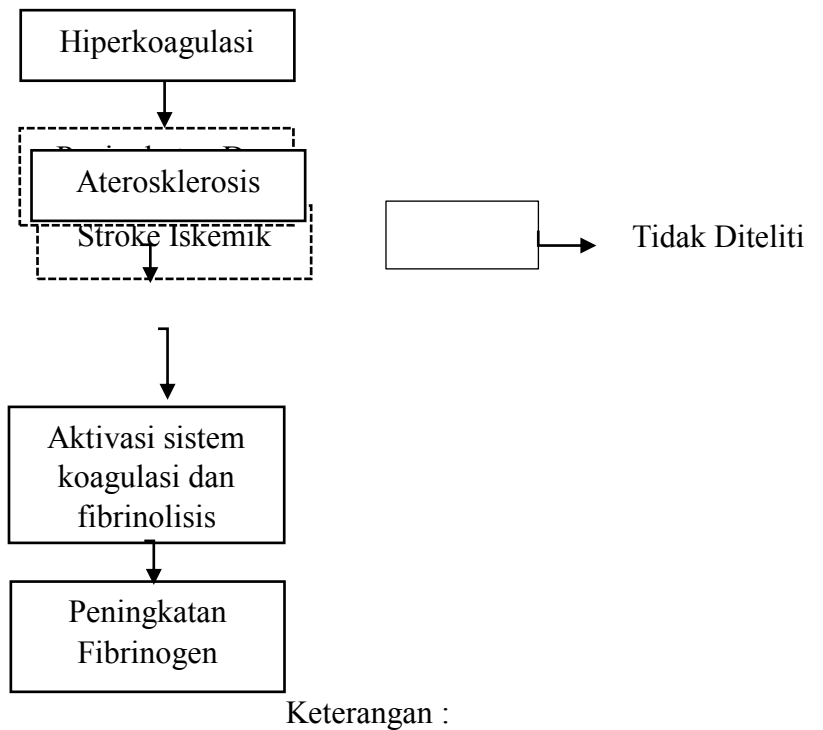 Hiperkoagulasi
Aterosklerosis
Stroke Iskemik
Tidak Diteliti
Aktivasi sistem
koagulasi dan
fibrinolisis
Peningkatan
Fibrinogen
Keterangan :